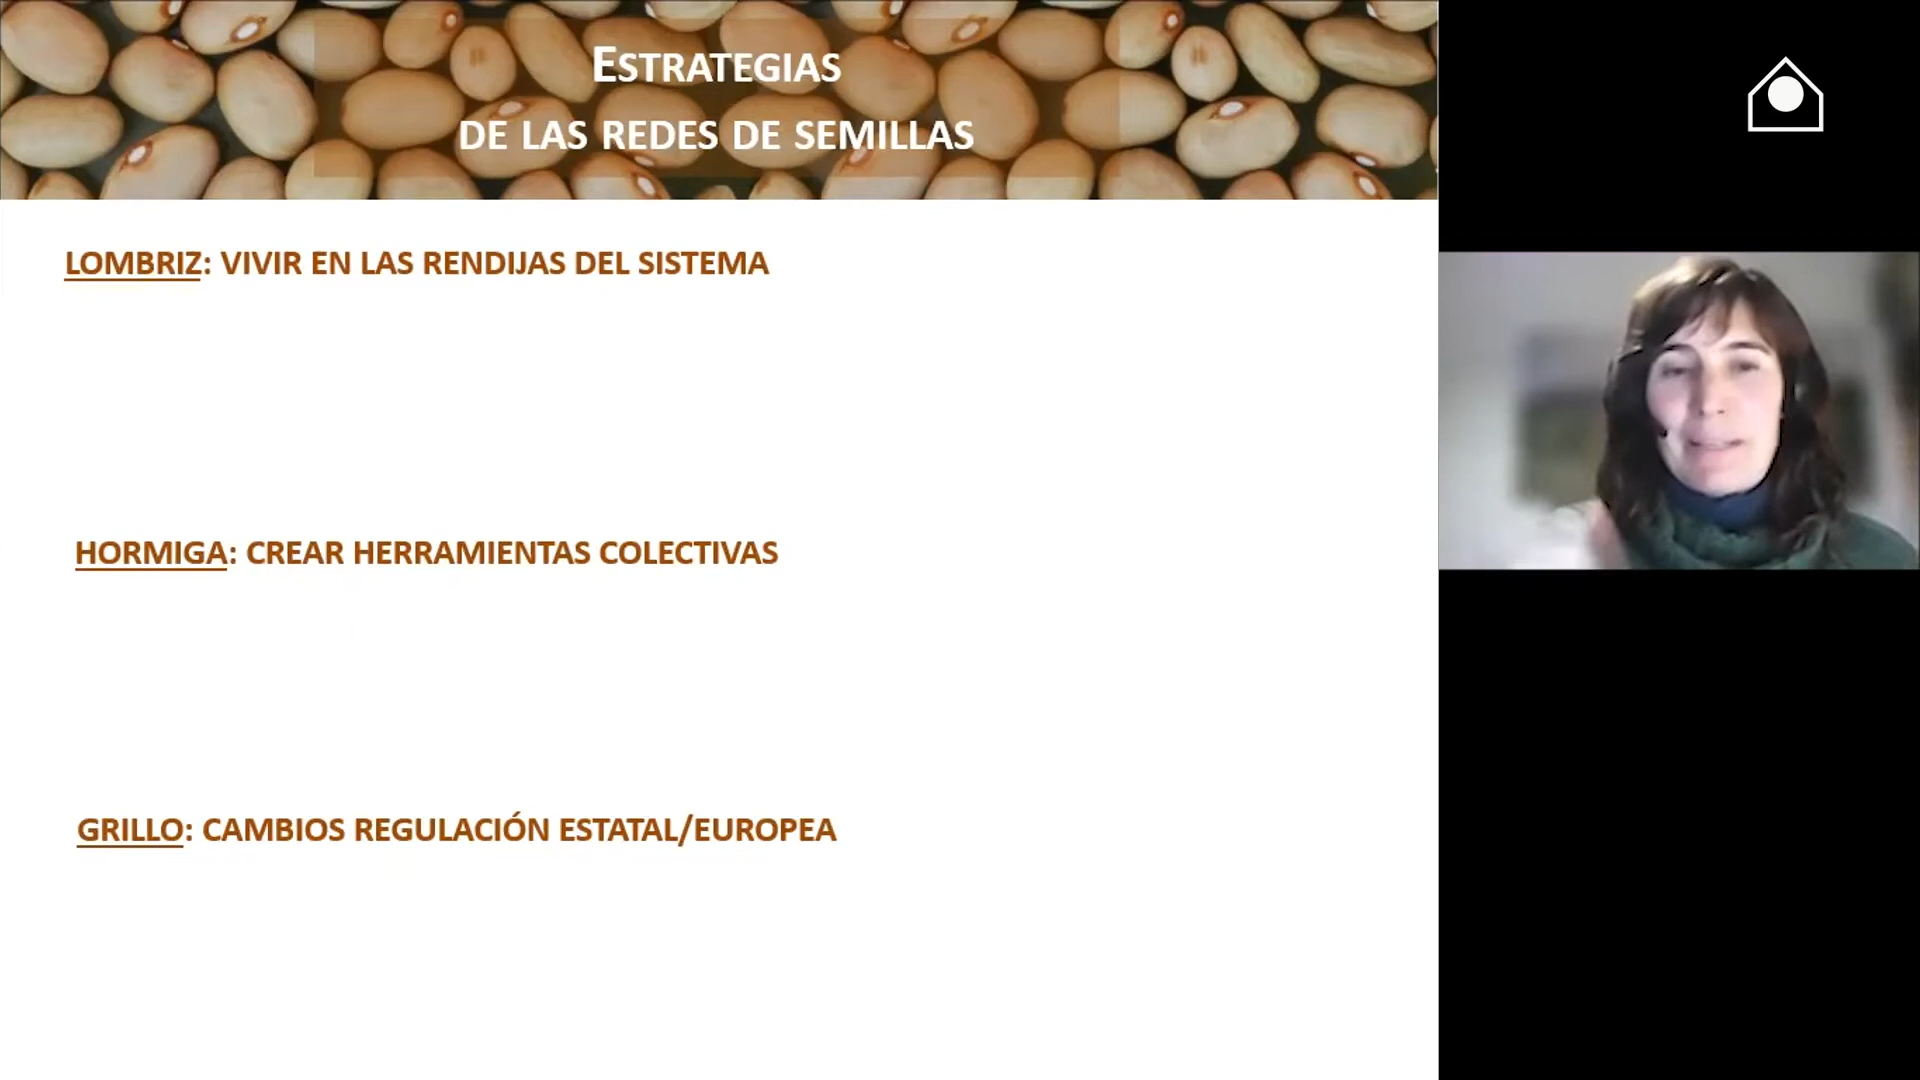 ESTRATEGIAS
DE LAS REDES DE SEMILLAS
LOMBRIZ: VIVIR EN LAS RENDIJAS DEL SISTEMA
HORMIGA: CREAR HERRAMIENTAS COLECTIVAS
GRILLO: CAMBIOS REGULACIÓN ESTATAL/EUROPEA